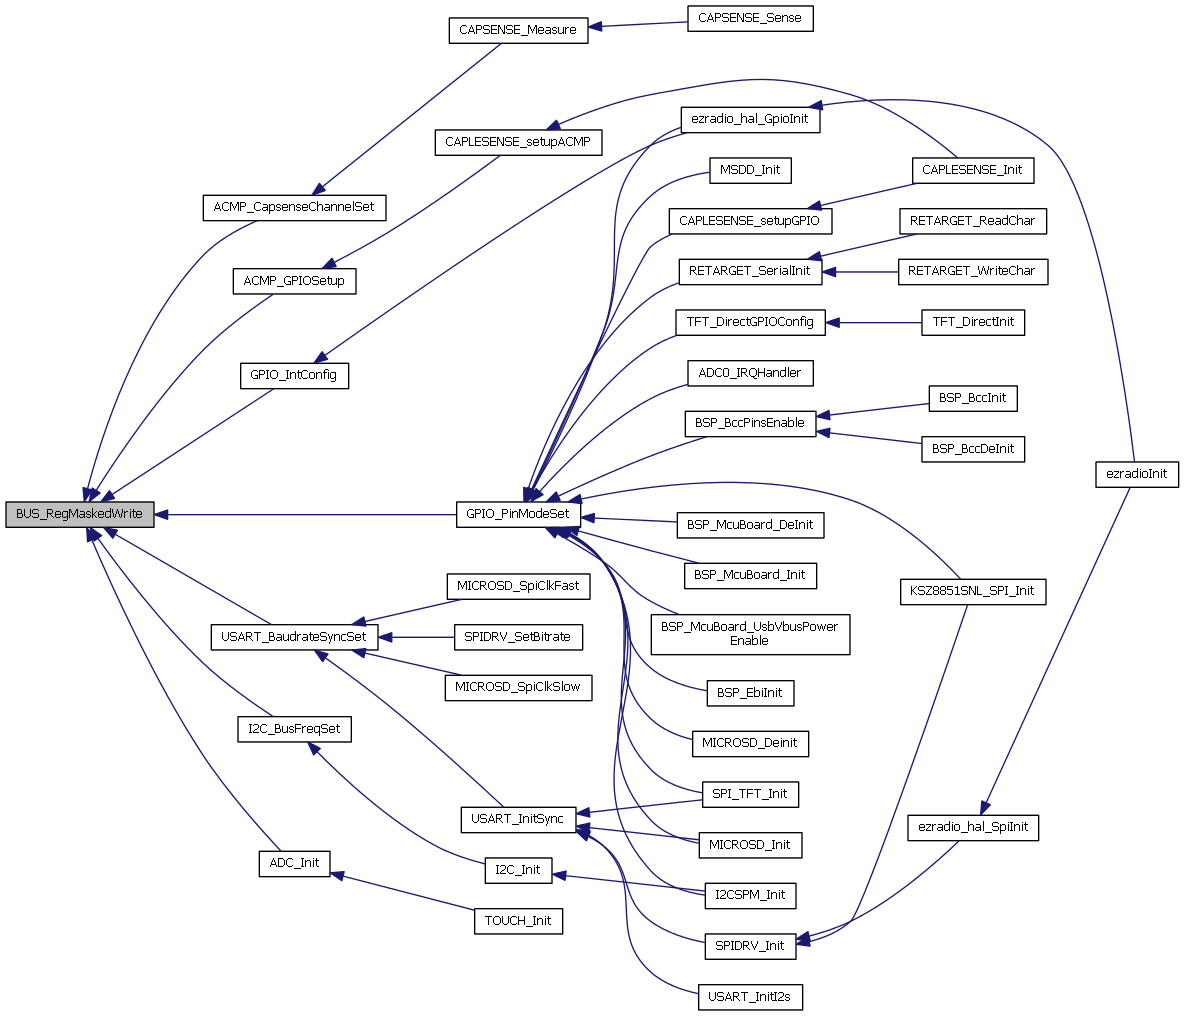 CAPSENSE_Measure
CAPSENSE_Sense
ezradio_hal_GpioInit
CAPLESENSE_setupACMP
MSDD_Init
CAPLESENSE_Init
ACMP_CapsenseChannelSet
CAPLESENSE_setupGPIO
RETARGET_ReadChar
ACMP_GPIOSetup
RETARGET_SerialInit
RETARGET_WriteChar
TFT_DirectGPIOConfig
TFT_DirectInit
GPIO_IntConfig
ADC0_IRQHandler
BSP_BccInit
BSP_BccPinsEnable
BSP_BccDeInit
ezradioInit
BUS_RegMaskedWrite
GPIO_PinModeSet
BSP_McuBoard_DeInit
BSP_McuBoard_Init
MICROSD_SpiClkFast
KSZ8851SNL_SPI_Init
USART_BaudrateSyncSet
SPIDRV_SetBitrate
BSP_McuBoard_UsbVbusPower
Enable
MICROSD_SpiClkSlow
BSP_EbiInit
I2C_BusFreqSet
MICROSD_Deinit
SPI_TFT_Init
USART_InitSync
ezradio_hal_SpiInit
MICROSD_Init
ADC_Init
I2C_Init
I2CSPM_Init
TOUCH_Init
SPIDRV_Init
USART_InitI2s